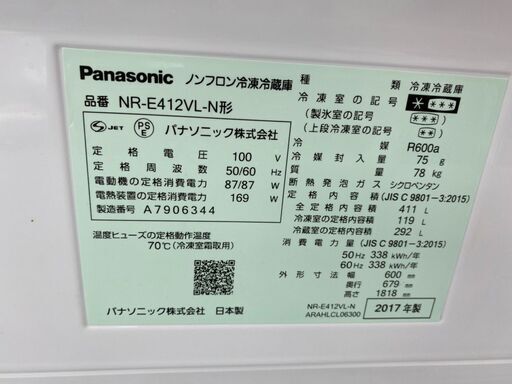 Panasonic ノンフロン冷凍冷蔵庫
品番 NR-E412VL-N形
S JET PS E パナソニック株式会社
定格電圧 100 V
定格周波数 50/60 Hz
電動機の定格消費電力 87/87 W
電熱装置の定格消費電力 169 W
製造番号 A7906344
温度ヒューズの定格動作温度
70℃(冷凍室霜取用)
パナソニック株式会社 日本製
種類 冷凍冷蔵庫
冷凍室の記号 * ***
(製氷室の記号) ***
(上段冷凍室の記号) **
冷媒 R600a
冷媒封入量 75 g
質量 78 kg
断熱発泡ガス シクロペンタン
定格内容積 (JIS C 9801-3:2015)
全定格内容積 411 L
冷凍室の定格内容積 119 L
冷蔵室の定格内容積 292 L
消費電力量 (JIS C 9801-3:2015)
50Hz 338 kWh/年
60Hz 338 kWh/年
外形寸法 幅 600 mm
奥行 679 mm
高さ 1818 mm
NR-E412VL-N
ARAHLCL06300
2017年製